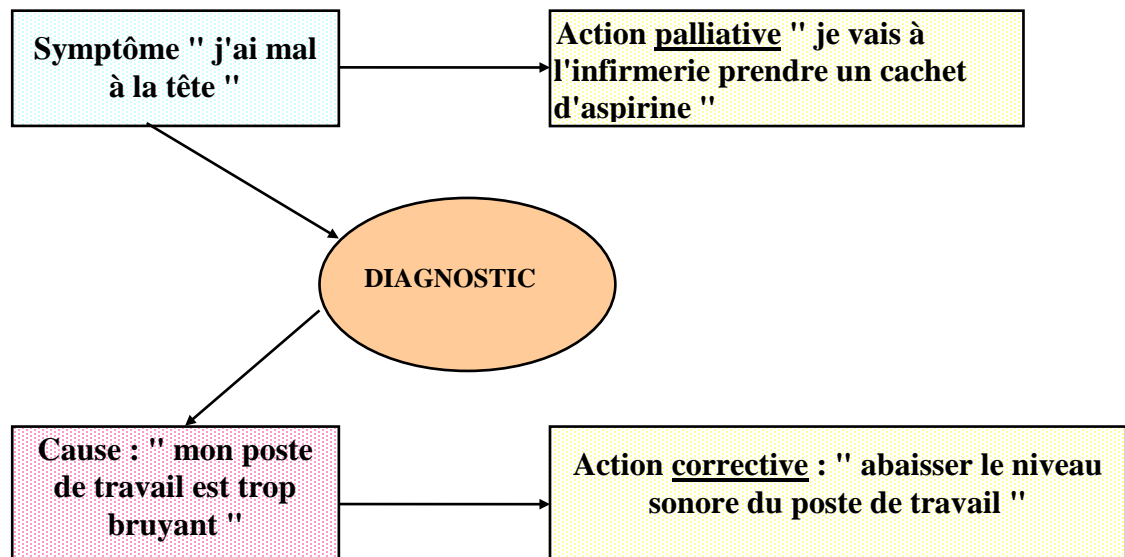 Symptôme " j'ai mal
à la tête "
Action palliative " je vais à
l'infirmerie prendre un cachet
d'aspirine "
DIAGNOSTIC
Cause : " mon poste
de travail est trop
bruyant "
Action corrective : " abaisser le niveau
sonore du poste de travail "